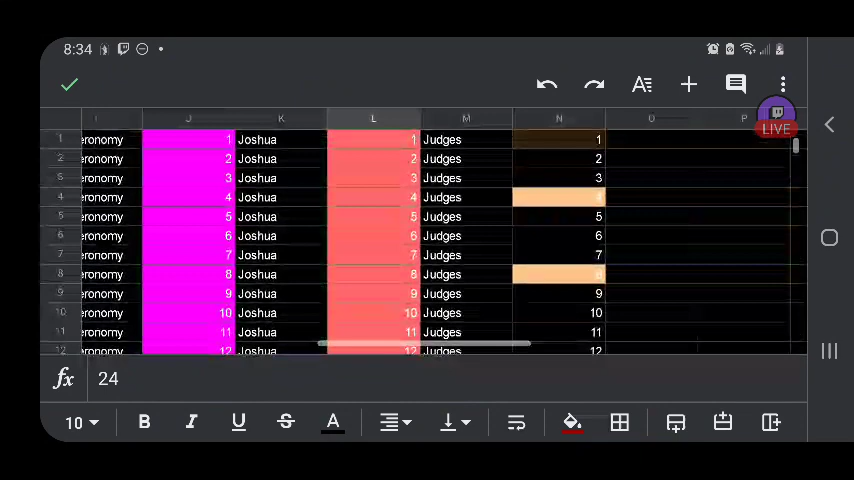 8:34
LIVE
I J K L M N O P
1 eronomy 1 Joshua 1 Judges 1
2 eronomy 2 Joshua 2 Judges 2
3 eronomy 3 Joshua 3 Judges 3
4 eronomy 4 Joshua 4 Judges 4
5 eronomy 5 Joshua 5 Judges 5
6 eronomy 6 Joshua 6 Judges 6
7 eronomy 7 Joshua 7 Judges 7
8 eronomy 8 Joshua 8 Judges 8
9 eronomy 9 Joshua 9 Judges 9
10 eronomy 10 Joshua 10 Judges 10
11 eronomy 11 Joshua 11 Judges 11
12 eronomy 12 Joshua 12 Judges 12
fx 24
10 B I U S A